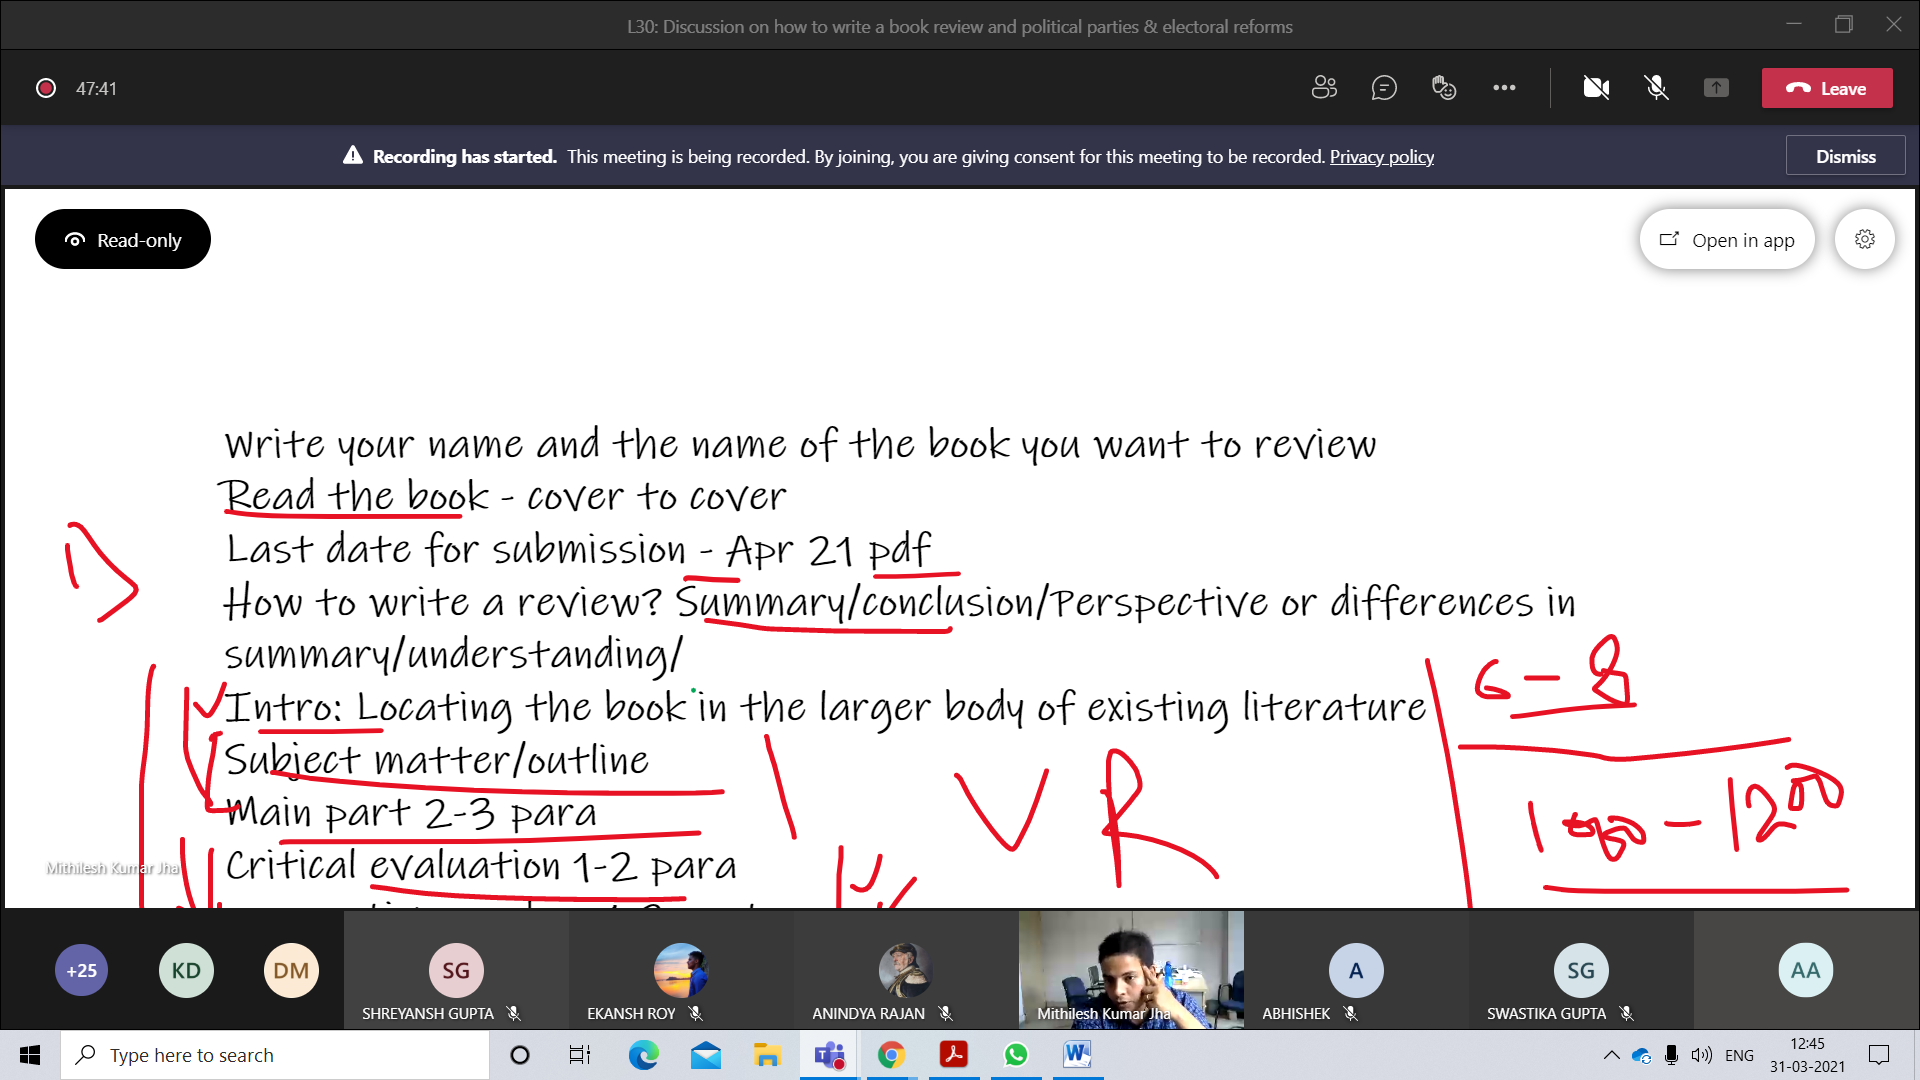 L30: Discussion on how to write a book review and political parties & electoral reforms
47:41
Leave
Recording has started. This meeting is being recorded. By joining, you are giving consent for this meeting to be recorded. Privacy policy
Dismiss
Read-only
Open in app
Write your name and the name of the book you want to review
Read the book - cover to cover
Last date for submission - Apr 21 pdf
How to write a review? Summary/conclusion/Perspective or differences in
summary/understanding/
Intro: Locating the book in the larger body of existing literature
6-8
Subject matter/outline
Main part 2-3 para
V R
1000-1200
Critical evaluation 1-2 para
Mithilesh Kumar Jha
+25
KD
DM
SG
A
SG
AA
SHREYANSH GUPTA
EKANSH ROY
ANINDYA RAJAN
Mithilesh Kumar Jha
ABHISHEK
SWASTIKA GUPTA
Type here to search
ENG
12:45
31-03-2021